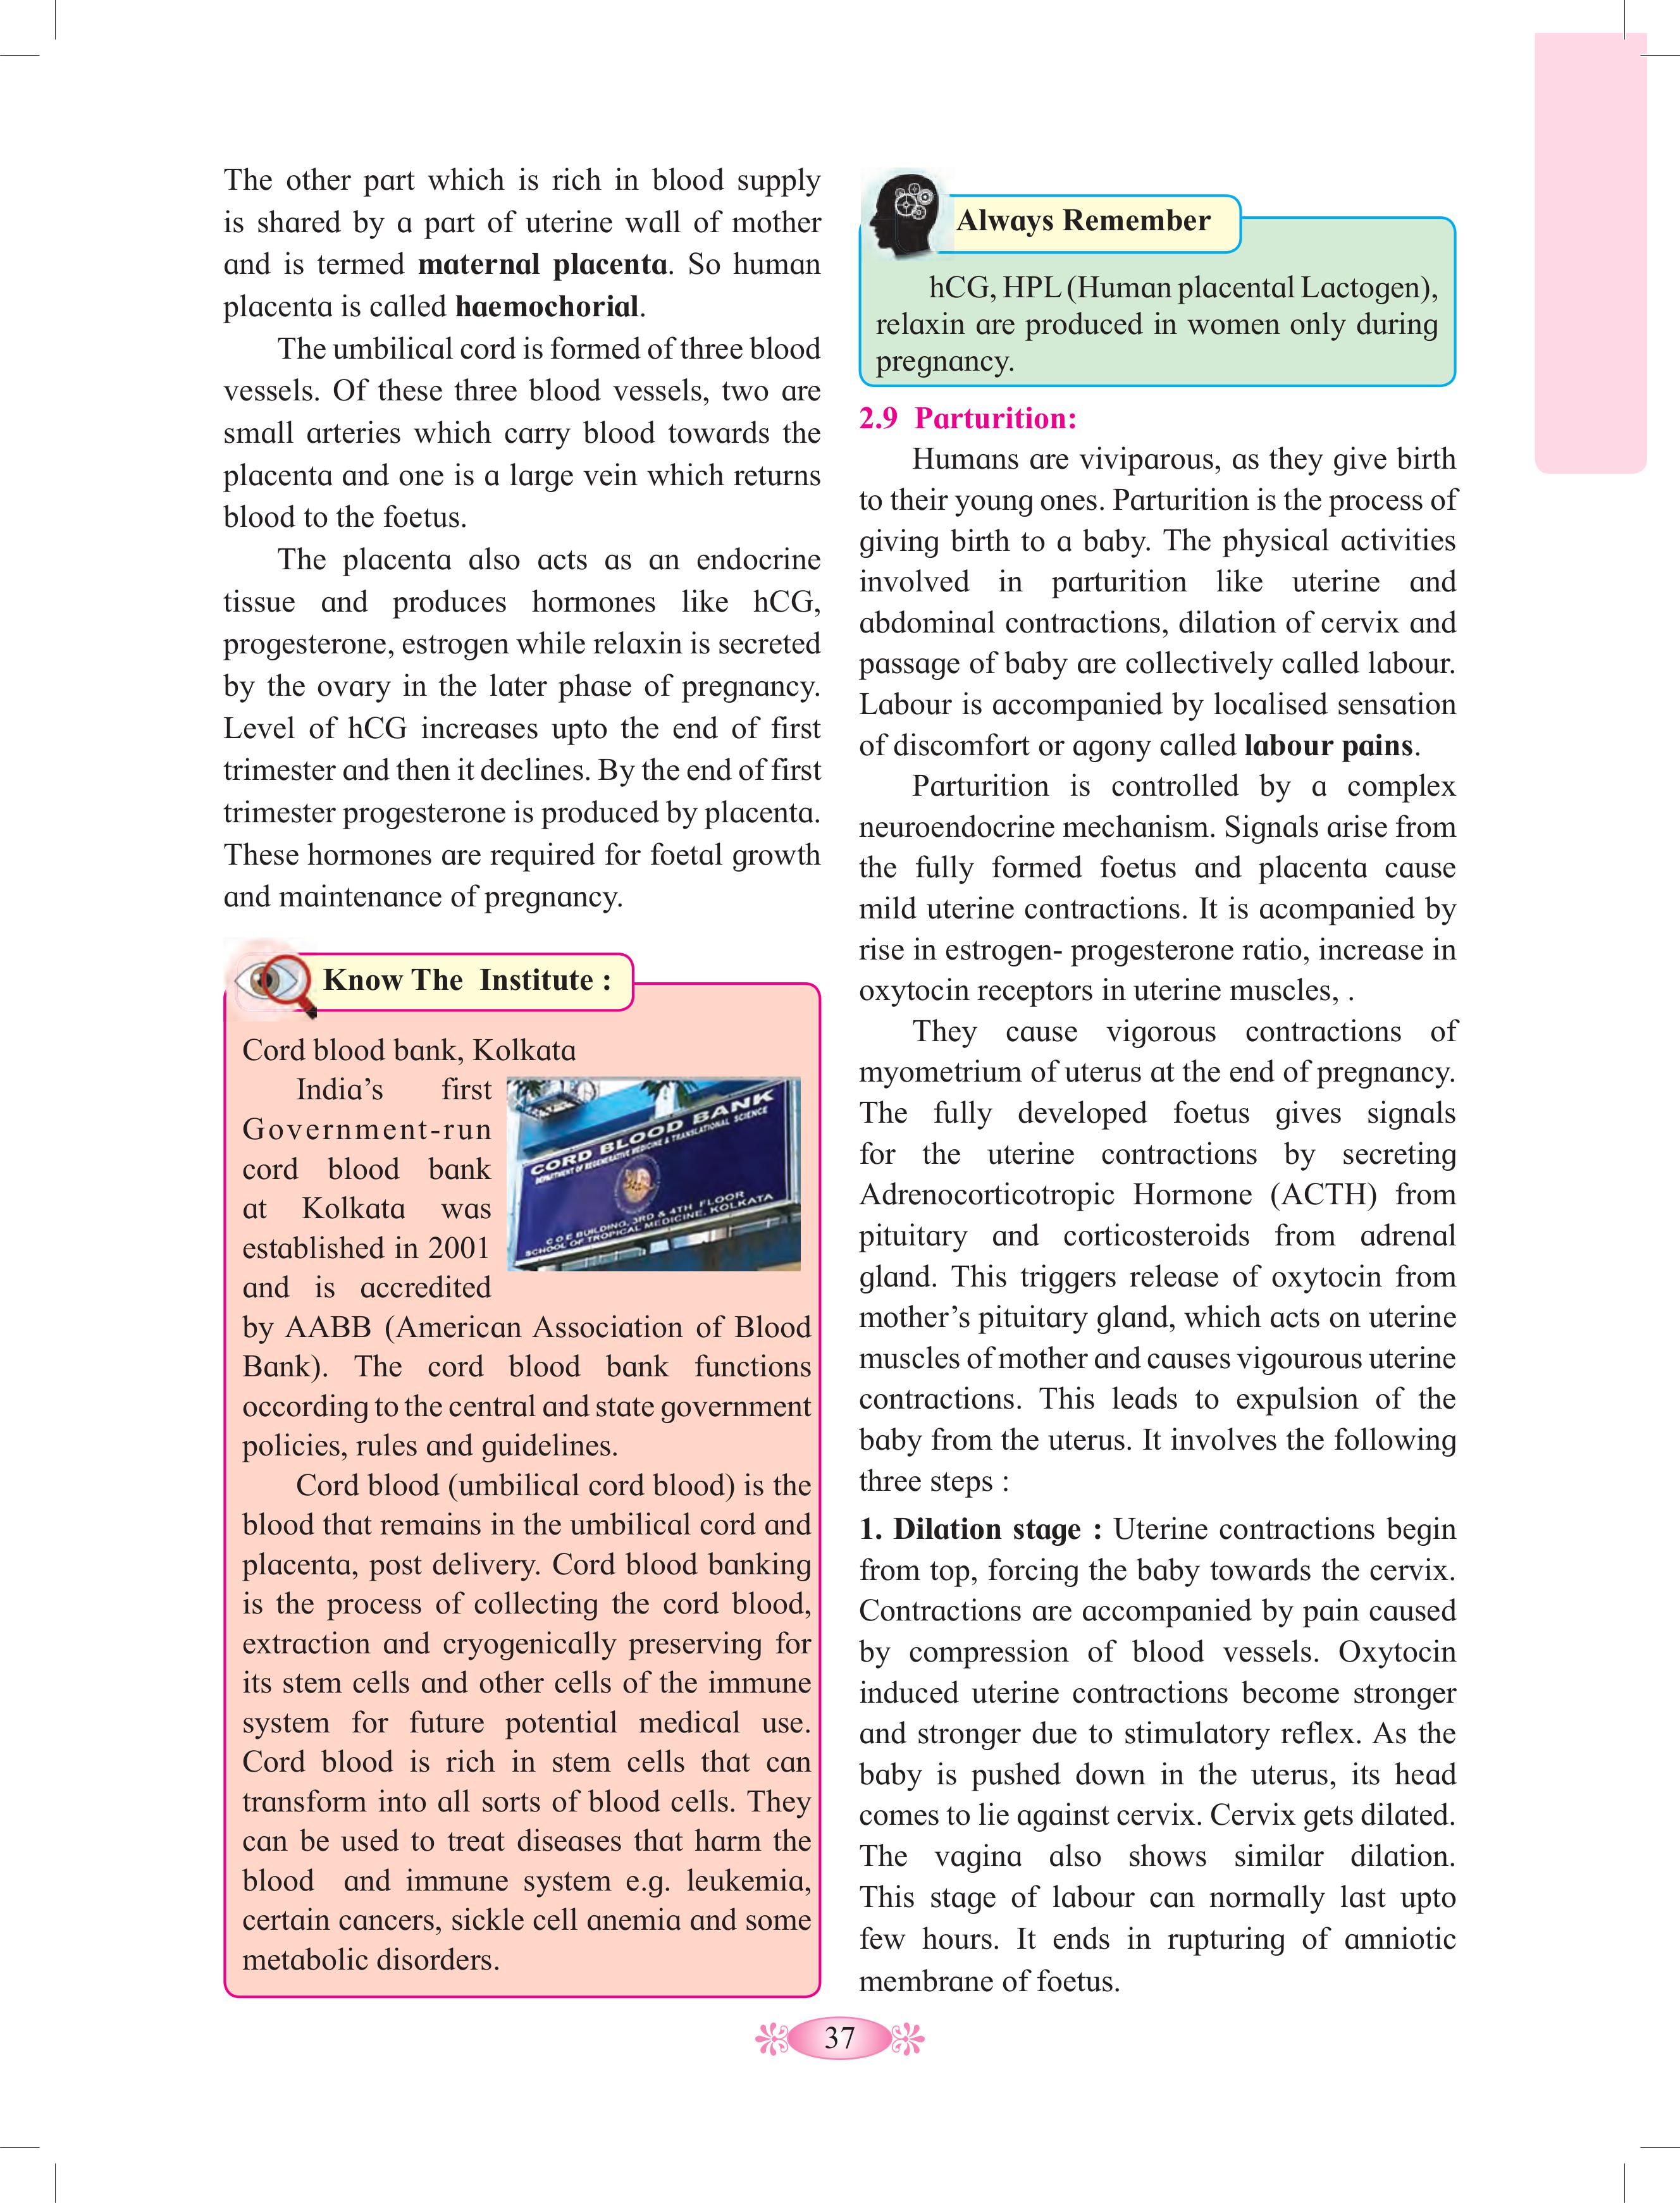 The other part which is rich in blood supply
is shared by a part of uterine wall of mother
and is termed maternal placenta. So human
placenta is called haemochorial.
The umbilical cord is formed of three blood
vessels. Of these three blood vessels, two are
small arteries which carry blood towards the
placenta and one is a large vein which returns
blood to the foetus.
The placenta also acts as an endocrine
tissue and produces hormones like hCG,
progesterone, estrogen while relaxin is secreted
by the ovary in the later phase of pregnancy.
Level of hCG increases upto the end of first
trimester and then it declines. By the end of first
trimester progesterone is produced by placenta.
These hormones are required for foetal growth
and maintenance of pregnancy.
Know The Institute :
Cord blood bank, Kolkata
India's first
Government-run
cord blood bank
at Kolkata was
established in 2001
and is accredited
by AABB (American Association of Blood
Bank). The cord blood bank functions
occording to the central and state government
policies, rules and guidelines.
CORD BLOOD BANK
DEPARTMENT OF REGENERATIVE MEDICINE & TRANSLATIONAL SCIENCE
C O E BUILDING, 3RD & 4TH FLOOR
SCHOOL OF TROPICAL MEDICINE, KOLKATA
Cord blood (umbilical cord blood) is the
blood that remains in the umbilical cord and
placenta, post delivery. Cord blood banking
is the process of collecting the cord blood,
extraction and cryogenically preserving for
its stem cells and other cells of the immune
system for future potential medical use.
Cord blood is rich in stem cells that can
transform into all sorts of blood cells. They
can be used to treat diseases that harm the
blood and immune system e.g. leukemia,
certain cancers, sickle cell anemia and some
metabolic disorders.
Always Remember
hCG, HPL (Human placental Lactogen),
relaxin are produced in women only during
pregnancy.
2.9 Parturition:
Humans are viviparous, as they give birth
to their young ones. Parturition is the process of
giving birth to a baby. The physical activities
involved in parturition like uterine and
abdominal contractions, dilation of cervix and
passage of baby are collectively called labour.
Labour is accompanied by localised sensation
of discomfort or agony called labour pains.
Parturition is controlled by a complex
neuroendocrine mechanism. Signals arise from
the fully formed foetus and placenta cause
mild uterine contractions. It is acompanied by
rise in estrogen- progesterone ratio, increase in
oxytocin receptors in uterine muscles, .
They cause vigorous contractions of
myometrium of uterus at the end of pregnancy.
The fully developed foetus gives signals
for the uterine contractions by secreting
Adrenocorticotropic Hormone (ACTH) from
pituitary and corticosteroids from adrenal
gland. This triggers release of oxytocin from
mother's pituitary gland, which acts on uterine
muscles of mother and causes vigourous uterine
contractions. This leads to expulsion of the
baby from the uterus. It involves the following
three steps :
1. Dilation stage : Uterine contractions begin
from top, forcing the baby towards the cervix.
Contractions are accompanied by pain caused
by compression of blood vessels. Oxytocin
induced uterine contractions become stronger
and stronger due to stimulatory reflex. As the
baby is pushed down in the uterus, its head
comes to lie against cervix. Cervix gets dilated.
The vagina also shows similar dilation.
This stage of labour can normally last upto
few hours. It ends in rupturing of amniotic
membrane of foetus.
37